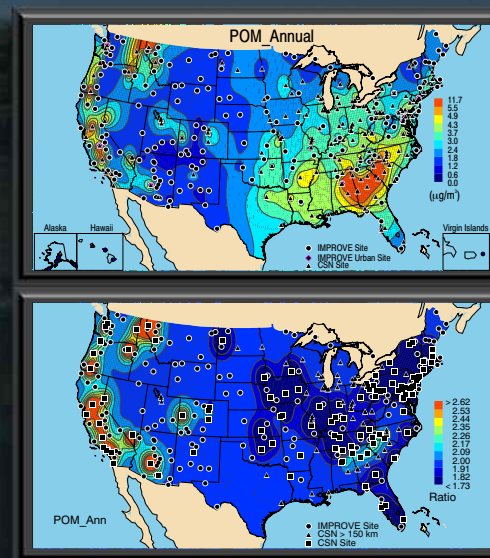 POM_Annual
11.7
5.5
4.9
4.3
3.7
3.0
2.4
1.8
1.2
0.6
0.0
(µg/m³)
Alaska
Hawaii
Virgin Islands
IMPROVE Site
IMPROVE Urban Site
CSN Site
> 2.62
2.53
2.44
2.35
2.26
2.17
2.09
2.00
1.91
1.82
< 1.73
Ratio
POM_Ann
IMPROVE Site
CSN > 150 km
CSN Site